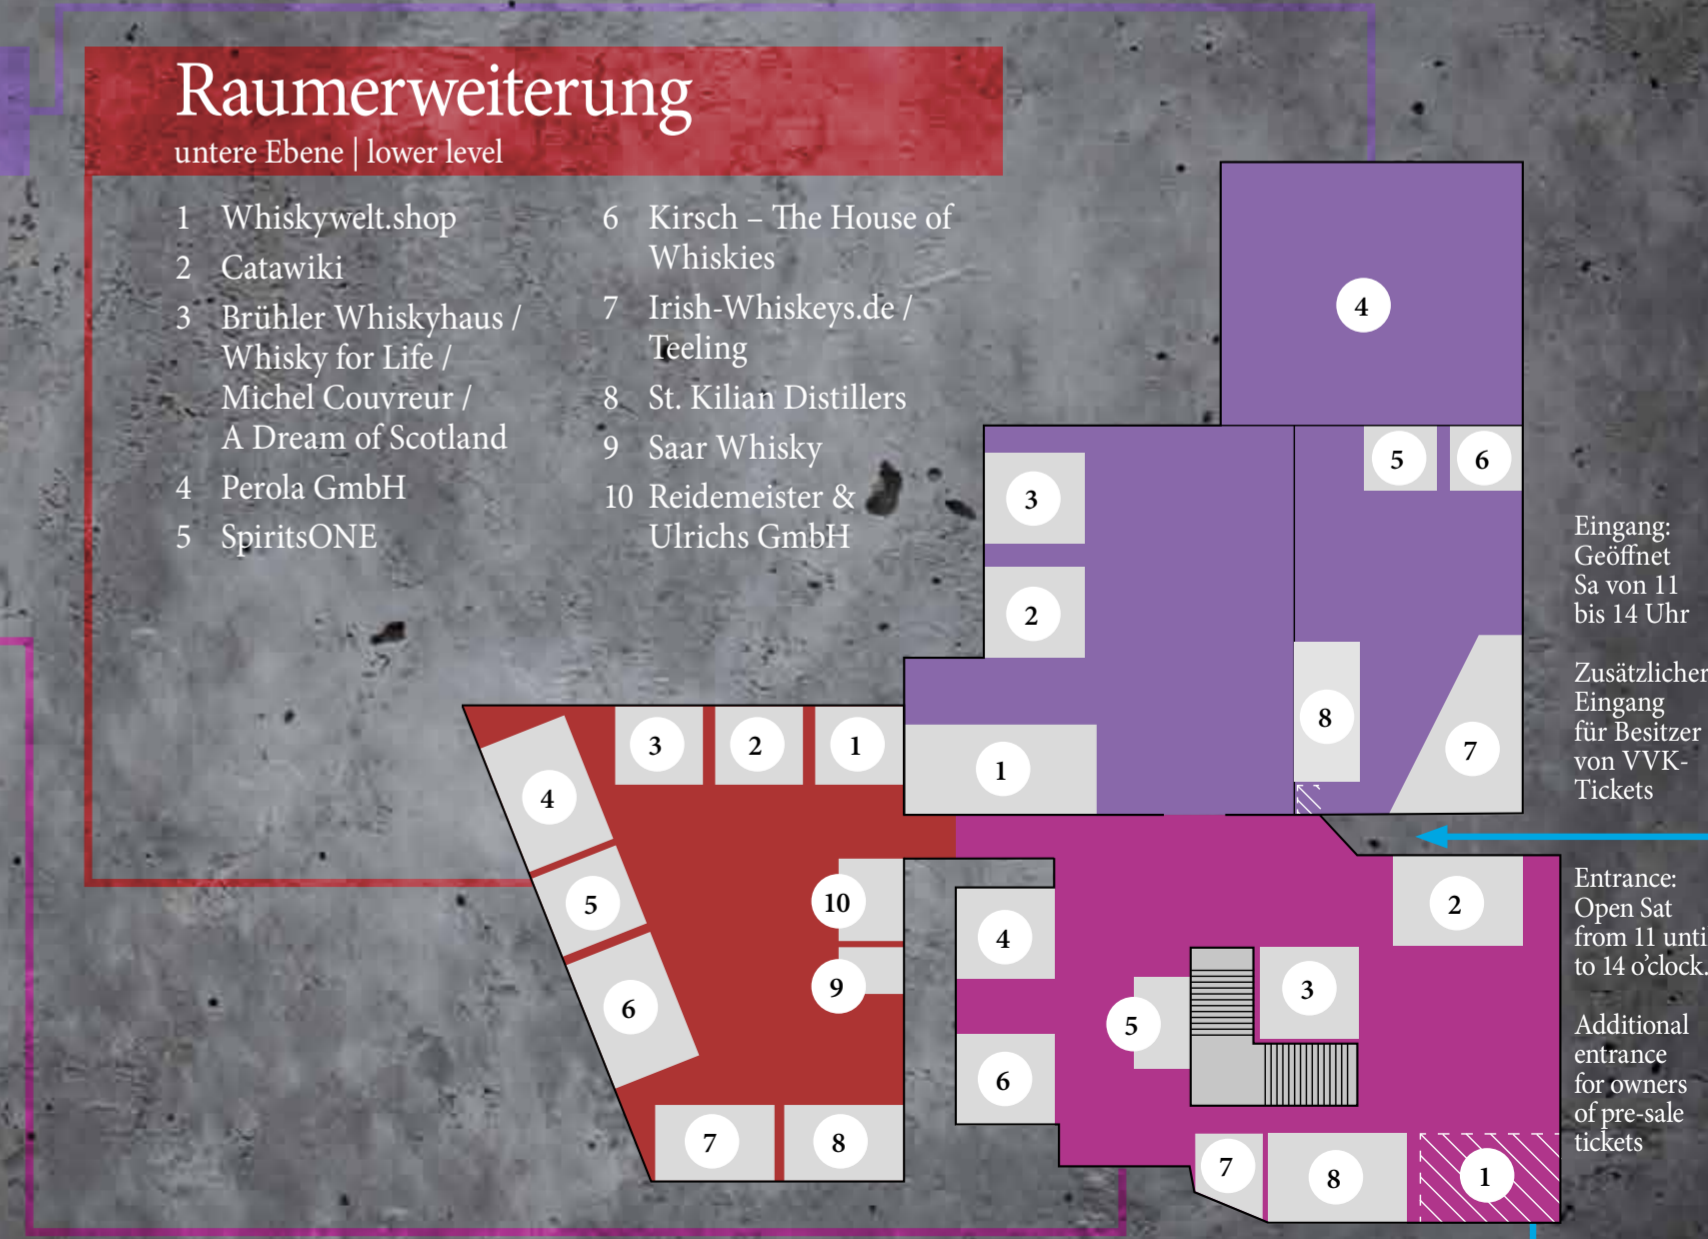 Raumerweiterung
untere Ebene | lower level
1 Whiskywelt.shop
2 Catawiki
3 Brühler Whiskyhaus /
Whisky for Life /
Michel Couvreur /
A Dream of Scotland
4 Perola GmbH
5 SpiritsONE
6 Kirsch – The House of
Whiskies
7 Irish-Whiskeys.de /
Teeling
8 St. Kilian Distillers
9 Saar Whisky
10 Reidemeister &
Ulrichs GmbH
4
5 6
3
2
8
7
1
Eingang:
Geöffnet
Sa von 11
bis 14 Uhr
Zusätzlicher
Eingang
für Besitzer
von VVK-
Tickets
3 2 1
4
5
6
10
9
7 8
2
4
3
5
6
7 8 1
Entrance:
Open Sat
from 11 unti
to 14 o’clock.
Additional
entrance
for owners
of pre-sale
tickets